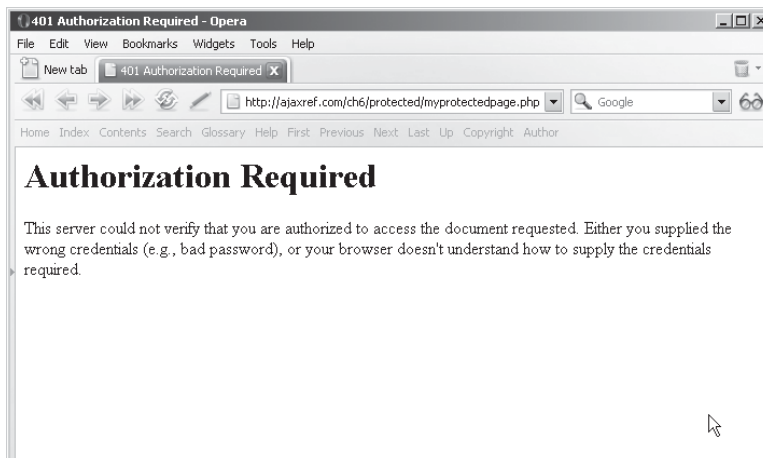 401 Authorization Required - Opera
File Edit View Bookmarks Widgets Tools Help
New tab 401 Authorization Required X
http://ajaxref.com/ch6/protected/myprotectedpage.php Google
Home Index Contents Search Glossary Help First Previous Next Last Up Copyright Author
Authorization Required
This server could not verify that you are authorized to access the document requested. Either you supplied the
wrong credentials (e.g., bad password), or your browser doesn't understand how to supply the credentials
required.